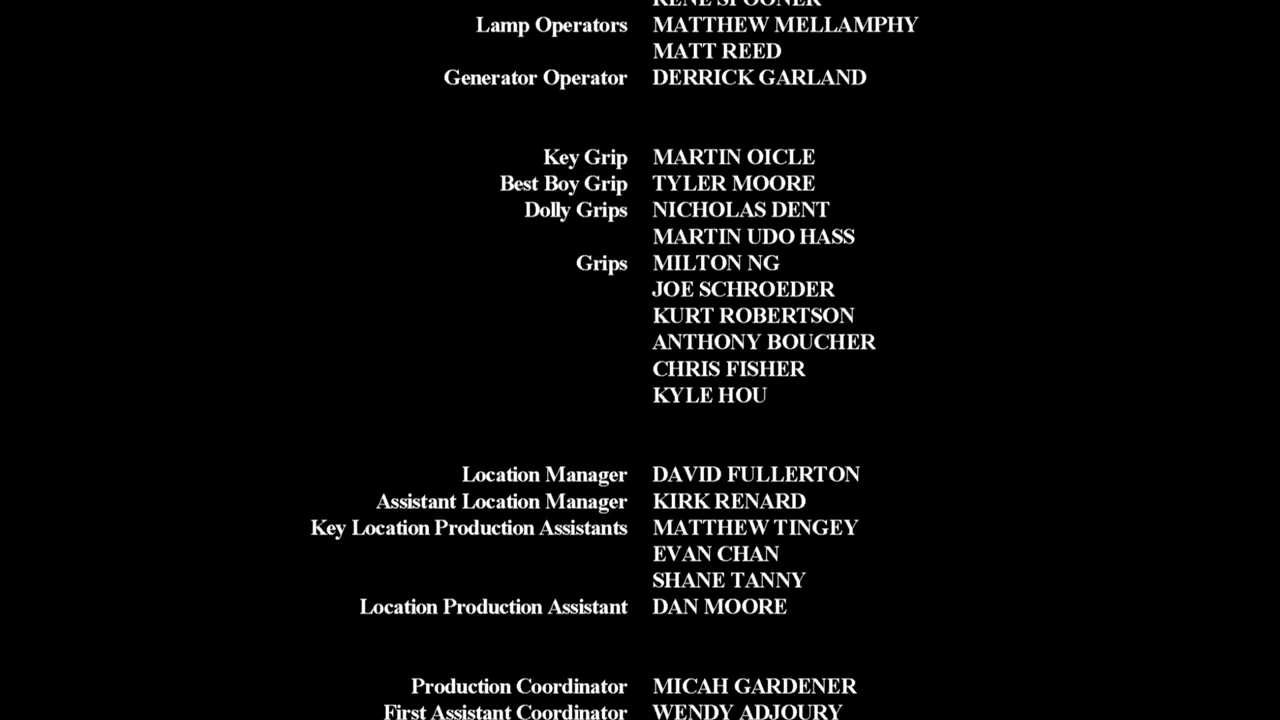 RENE SPOONER
Lamp Operators MATTHEW MELLAMPHY
MATT REED
Generator Operator DERRICK GARLAND
Key Grip MARTIN OICLE
Best Boy Grip TYLER MOORE
Dolly Grips NICHOLAS DENT
MARTIN UDO HASS
Grips MILTON NG
JOE SCHROEDER
KURT ROBERTSON
ANTHONY BOUCHER
CHRIS FISHER
KYLE HOU
Location Manager DAVID FULLERTON
Assistant Location Manager KIRK RENARD
Key Location Production Assistants MATTHEW TINGEY
EVAN CHAN
SHANE TANNY
Location Production Assistant DAN MOORE
Production Coordinator MICAH GARDENER
First Assistant Coordinator WENDY ADJOURY